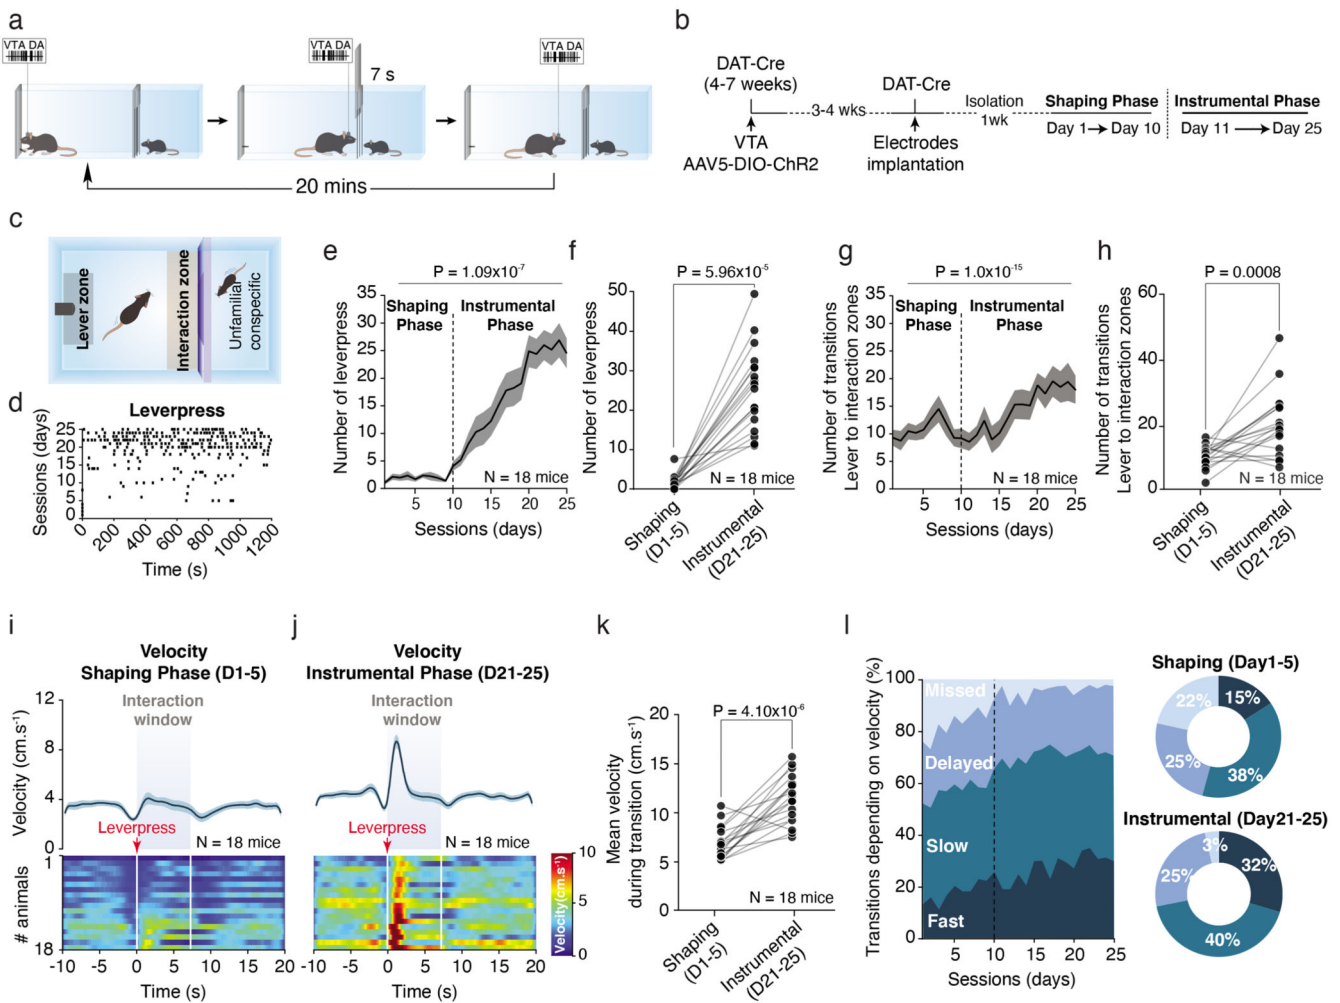 a
VTA DA
VTA DA
7 s
VTA DA
20 mins
b
DAT-Cre
(4-7 weeks)
VTA
AAV5-DIO-ChR2
3-4 wks
DAT-Cre
Electrodes
implantation
Isolation
1wk
Shaping Phase
Day 1 → Day 10
Instrumental Phase
Day 11 → Day 25
c
Lever zone
Interaction zone
Unfamilian
conspecific
d
Leverpress
Sessions (days)
25
20
15
10
5
0
0 200 400 600 800 1000 1200
Time (s)
e
P = 1.09x10⁻⁷
Shaping
Phase
Instrumental
Phase
Number of leverpress
35
30
25
20
15
10
5
0
N = 18 mice
5 10 15 20 25
Sessions (days)
f
P = 5.96x10⁻⁵
Number of leverpress
50
40
30
20
10
0
N = 18 mice
Shaping
(D1-5)
Instrumental
(D21-25)
g
P = 1.0x10⁻¹⁵
Shaping
Phase
Instrumental
Phase
Number of transitions
Lever to interaction zones
35
30
25
20
15
10
5
0
N = 18 mice
5 10 15 20 25
Sessions (days)
h
P = 0.0008
Number of transitions
Lever to interaction zones
60
40
20
0
N = 18 mice
Shaping
(D1-5)
Instrumental
(D21-25)
i
Velocity
Shaping Phase (D1-5)
Interaction
window
Velocity (cm.s⁻¹)
12
8
4
0
Leverpress
N = 18 mice
# animals
1
18
-10 -5 0 5 10 15 20
Time (s)
j
Velocity
Instrumental Phase (D21-25)
Interaction
window
Leverpress
N = 18 mice
-10 -5 0 5 10 15 20
Time (s)
Velocity(cm.s⁻¹)
10
5
0
k
P = 4.10x10⁻⁶
Mean velocity
during transition (cm.s⁻¹)
20
15
10
5
0
N = 18 mice
Shaping
(D1-5)
Instrumental
(D21-25)
l
Transitions depending on velocity (%)
100
80
60
40
20
0
Missed
Delayed
Slow
Fast
5 10 15 20 25
Sessions (days)
Shaping (Day1-5)
22%
15%
25%
38%
Instrumental (Day21-25)
3%
32%
25%
40%